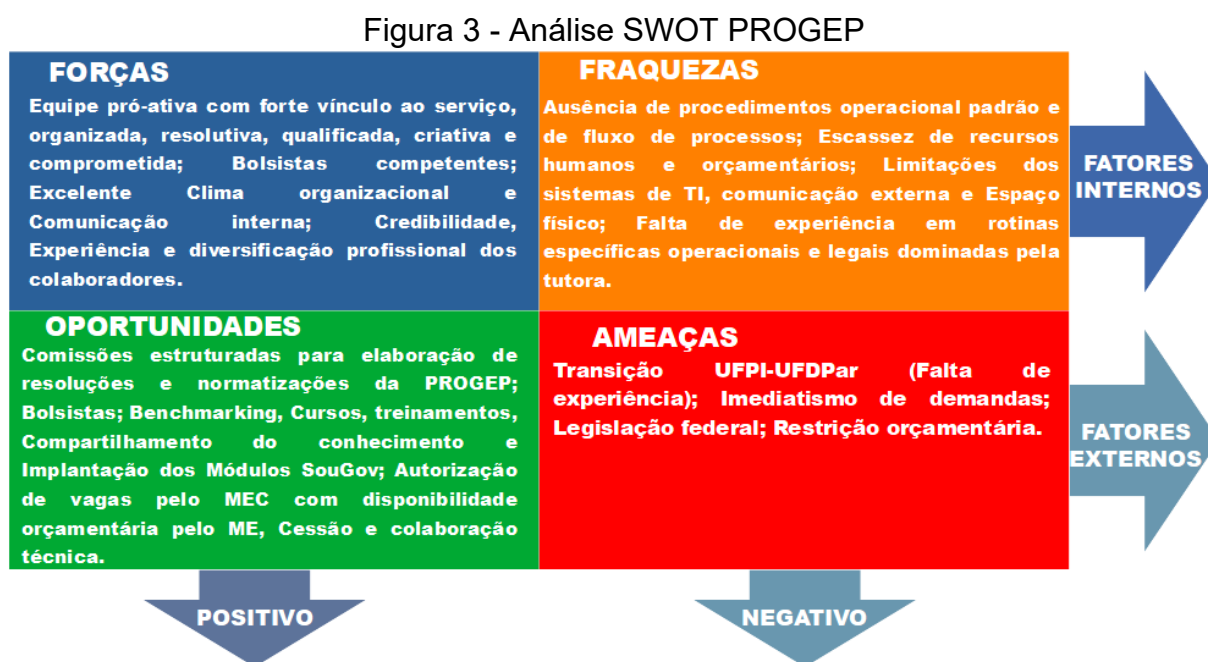 Figura 3 - Análise SWOT PROGEP
FORÇAS
Equipe pró-ativa com forte vínculo ao serviço,
organizada, resolutiva, qualificada, criativa e
comprometida; Bolsistas competentes;
Excelente Clima organizacional e
Comunicação interna; Credibilidade,
Experiência e diversificação profissional dos
colaboradores.
FRAQUEZAS
Ausência de procedimentos operacional padrão e
de fluxo de processos; Escassez de recursos
humanos e orçamentários; Limitações dos
sistemas de TI, comunicação externa e Espaço
físico; Falta de experiência em rotinas
específicas operacionais e legais dominadas pela
tutora.
FATORES
INTERNOS
OPORTUNIDADES
Comissões estruturadas para elaboração de
resoluções e normatizações da PROGEP;
Bolsistas; Benchmarking, Cursos, treinamentos,
Compartilhamento do conhecimento e
Implantação dos Módulos SouGov; Autorização
de vagas pelo MEC com disponibilidade
orçamentária pelo ME, Cessão e colaboração
técnica.
AMEAÇAS
Transição UFPI-UFDPar (Falta de
experiência); Imediatismo de demandas;
Legislação federal; Restrição orçamentária.
FATORES
EXTERNOS
POSITIVO
NEGATIVO